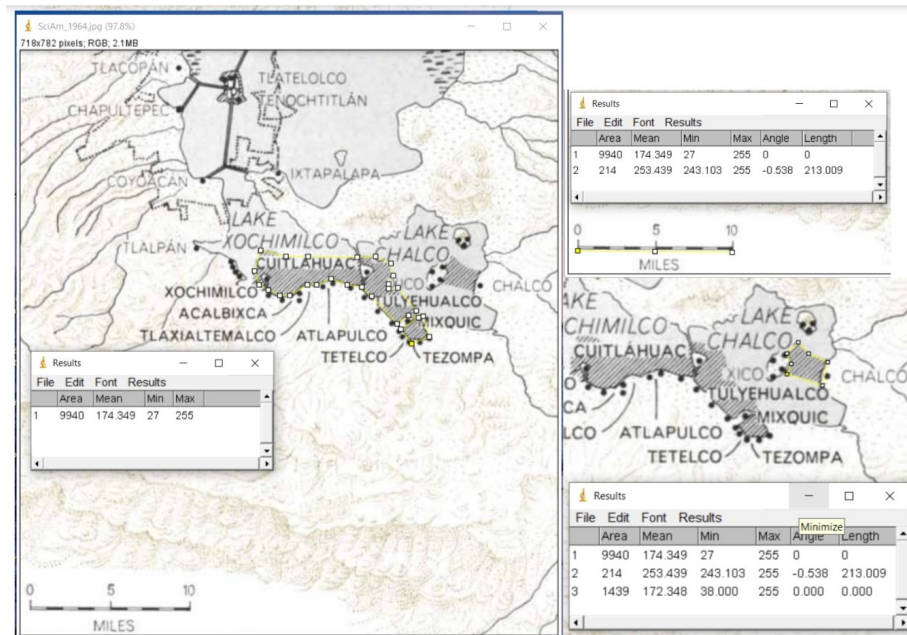 SciAm_1964.jpg (97.8%)
718x782 pixels; RGB; 2.1MB
TLACOPÁN
TLATELOLCO
CHAPULTEPEC
TENOCHTITLÁN
COYOACÁN
IXTAPALAPA
LAKE
XOCHIMILCO
LAKE
CHALCO
TLALPÁN
CUITLÁHUAC
XICO
CHALCO
XOCHIMILCO
TULYEHUALCO
ACALBIXCA
MIXQUIC
TLAXIALTEMALCO
ATLAPULCO
TETELCO
TEZOMPA
Results
File Edit Font Results
Area Mean Min Max
1 9940 174.349 27 255
0 5 10
MILES
Results
File Edit Font Results
Area Mean Min Max Angle Length
1 9940 174.349 27 255 0 0
2 214 253.439 243.103 255 -0.538 213.009
0 5 10
MILES
AKE
CHIMILCO
LAKE
CHALCO
CUITLÁHUAC
XICO
CHALCO
TULYEHUALCO
CA
MIXQUIC
LCO
ATLAPULCO
TETELCO
TEZOMPA
Results
Minimize
File Edit Font Results
Area Mean Min Max Angle Length
1 9940 174.349 27 255 0 0
2 214 253.439 243.103 255 -0.538 213.009
3 1439 172.348 38.000 255 0.000 0.000